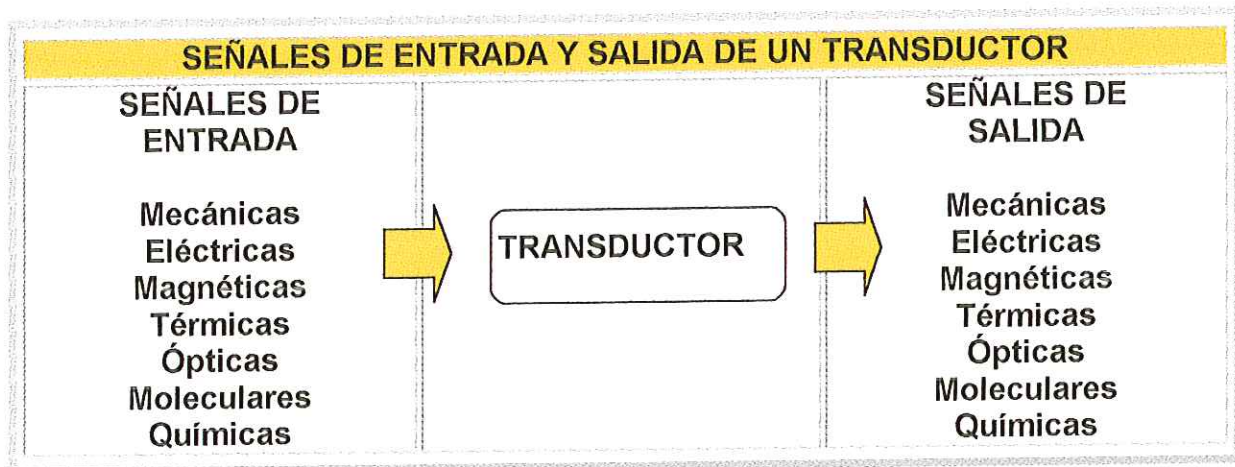 SEÑALES DE ENTRADA Y SALIDA DE UN TRANSDUCTOR
SEÑALES DE
ENTRADA
Mecánicas
Eléctricas
Magnéticas
Térmicas
Ópticas
Moleculares
Químicas
TRANSDUCTOR
SEÑALES DE
SALIDA
Mecánicas
Eléctricas
Magnéticas
Térmicas
Ópticas
Moleculares
Químicas